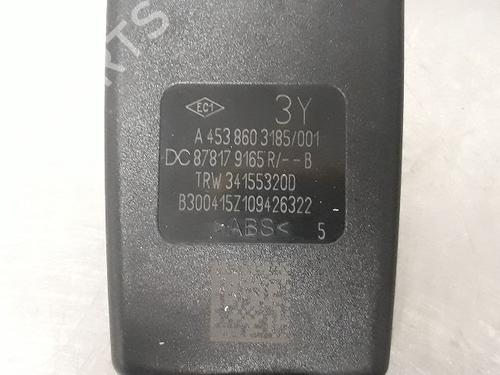 EC1 3Y
A 453 860 3185/001
DC 87817 9165 R/--B
TRW 34155320D
B300415Z109426322
>ABS< 5